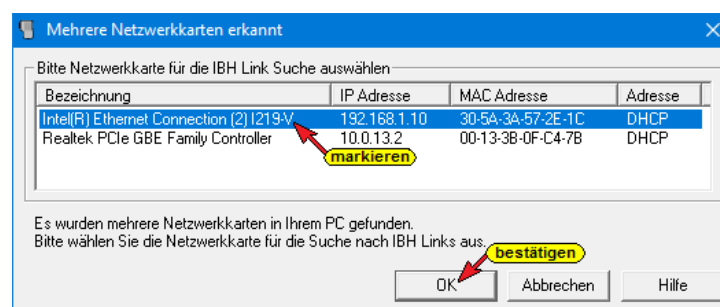 Mehrere Netzwerkkarten erkannt
Bitte Netzwerkkarte für die IBH Link Suche auswählen
Bezeichnung IP Adresse MAC Adresse Adresse
Intel(R) Ethernet Connection (2) I219-V 192.168.1.10 30-5A-3A-57-2E-1C DHCP
Realtek PCIe GBE Family Controller 10.0.13.2 00-13-3B-0F-C4-7B DHCP
markieren
Es wurden mehrere Netzwerkkarten in Ihrem PC gefunden.
Bitte wählen Sie die Netzwerkkarte für die Suche nach IBH Links aus.
bestätigen
OK Abbrechen Hilfe